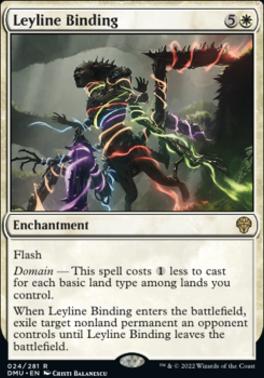 Leyline Binding 5
Enchantment
Flash
Domain — This spell costs 1 less to cast
for each basic land type among lands you
control.
When Leyline Binding enters the battlefield,
exile target nonland permanent an opponent
controls until Leyline Binding leaves the
battlefield.
024/281 R
DMU • EN CRISTI BALANESCU
™ & © 2022 Wizards of the Coast